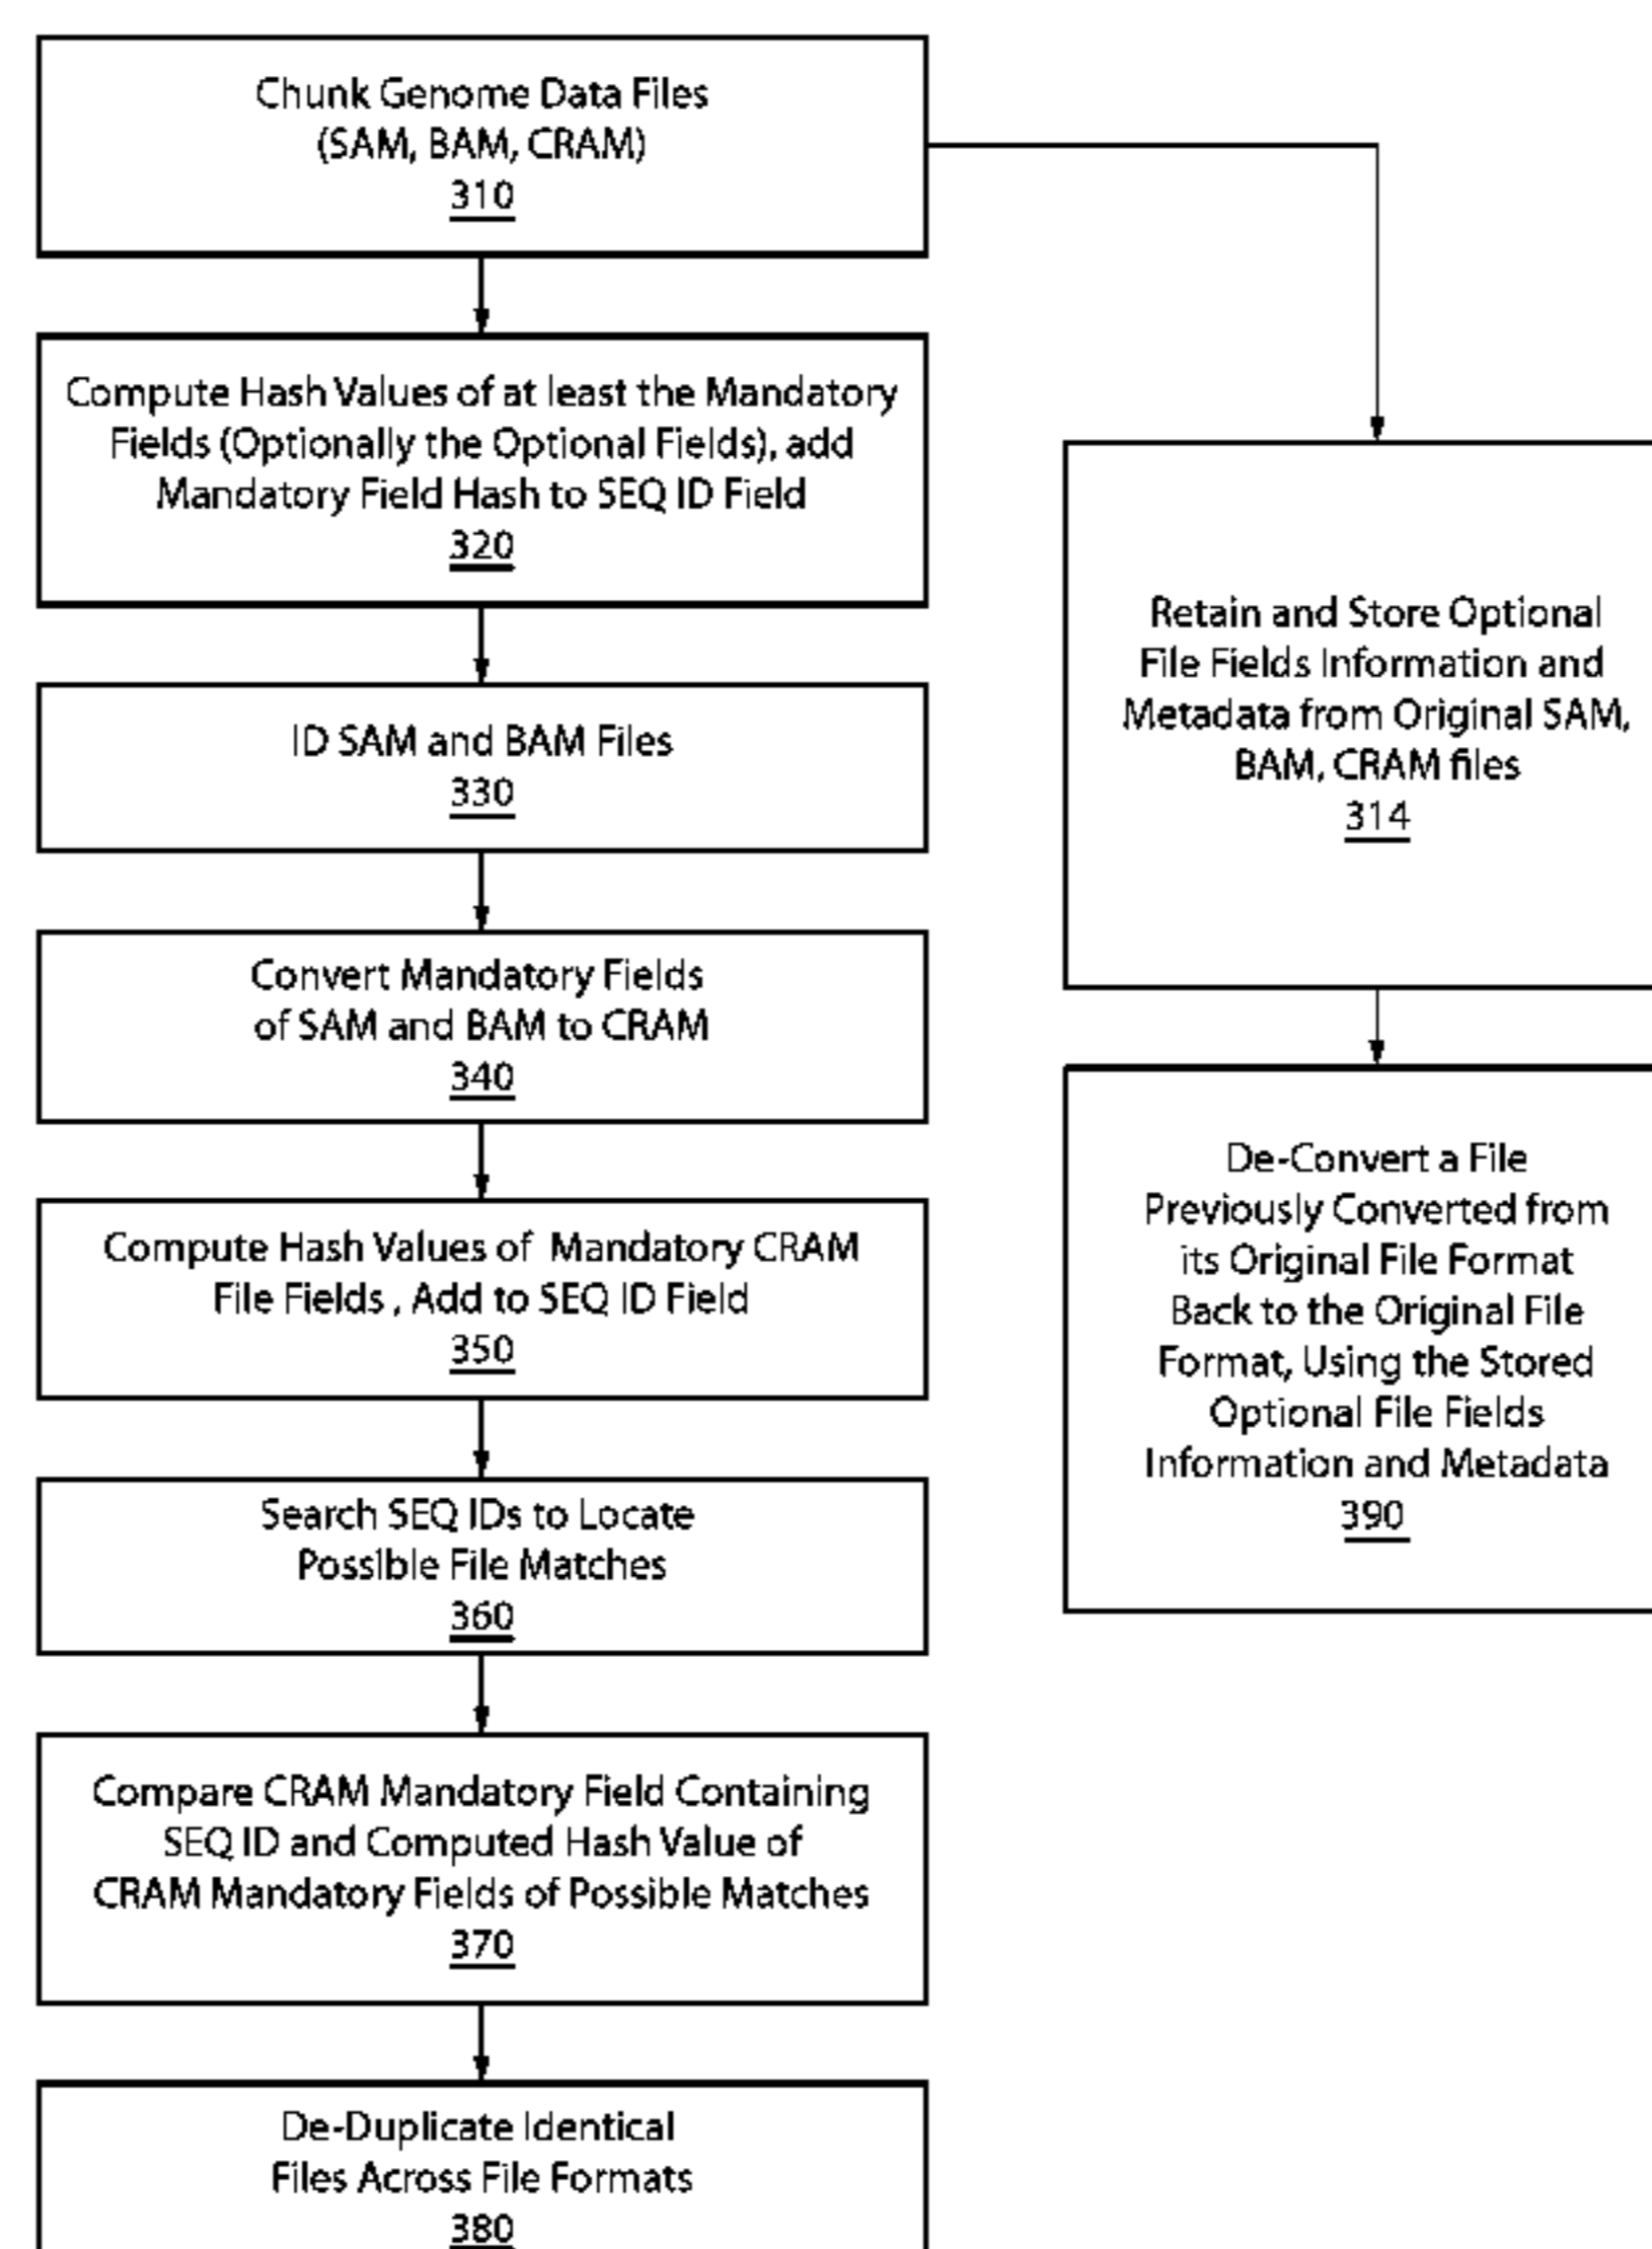 Chunk Genome Data Files
(SAM, BAM, CRAM)
310
Compute Hash Values of at least the Mandatory
Fields (Optionally the Optional Fields), add
Mandatory Field Hash to SEQ ID Field
320
ID SAM and BAM Files
330
Convert Mandatory Fields
of SAM and BAM to CRAM
340
Compute Hash Values of Mandatory CRAM
File Fields , Add to SEQ ID Field
350
Search SEQ IDs to Locate
Possible File Matches
360
Compare CRAM Mandatory Field Containing
SEQ ID and Computed Hash Value of
CRAM Mandatory Fields of Possible Matches
370
De-Duplicate Identical
Files Across File Formats
380
Retain and Store Optional
File Fields Information and
Metadata from Original SAM,
BAM, CRAM files
314
De-Convert a File
Previously Converted from
its Original File Format
Back to the Original File
Format, Using the Stored
Optional File Fields
Information and Metadata
390